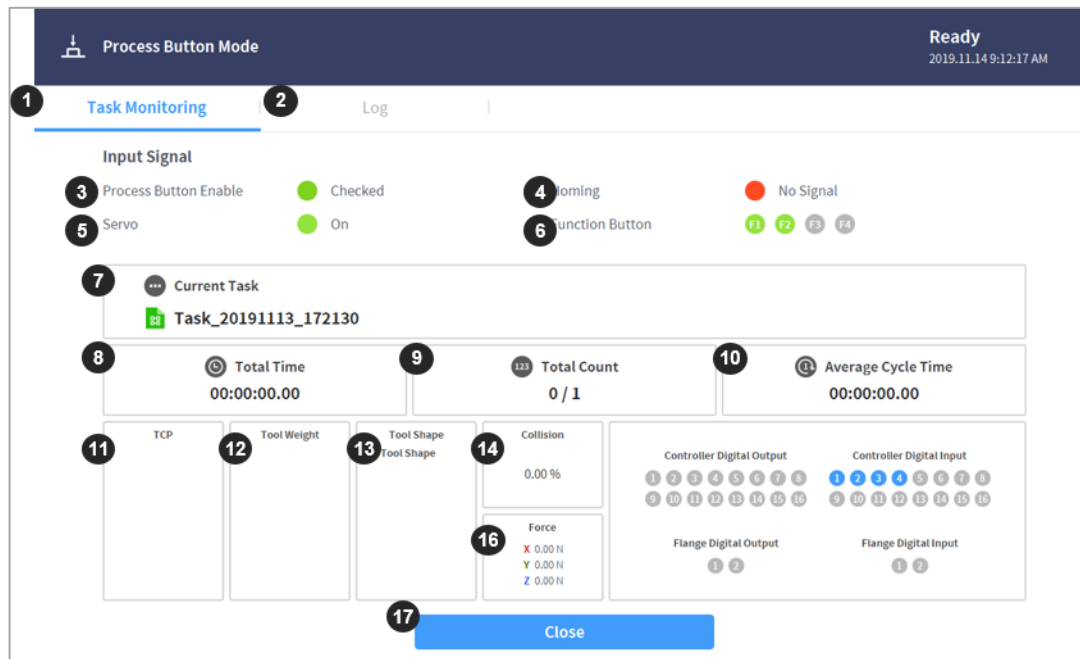 Process Button Mode
Ready
2019.11.14 9:12:17 AM
1 Task Monitoring
2 Log
Input Signal
3 Process Button Enable Checked
4 oming No Signal
5 Servo On
6 unction Button F1 F2 F3 F4
7 Current Task
Task_20191113_172130
8 Total Time
00:00:00.00
9 123 Total Count
0 / 1
10 1 Average Cycle Time
00:00:00.00
11 TCP
12 Tool Weight
13 Tool Shape
Tool Shape
14 Collision
0.00 %
16 Force
X 0.00 N
Y 0.00 N
Z 0.00 N
Controller Digital Output
1 2 3 4 5 6 7 8
9 10 11 12 13 14 15 16
Controller Digital Input
1 2 3 4 5 6 7 8
9 10 11 12 13 14 15 16
Flange Digital Output
1 2
Flange Digital Input
1 2
17 Close